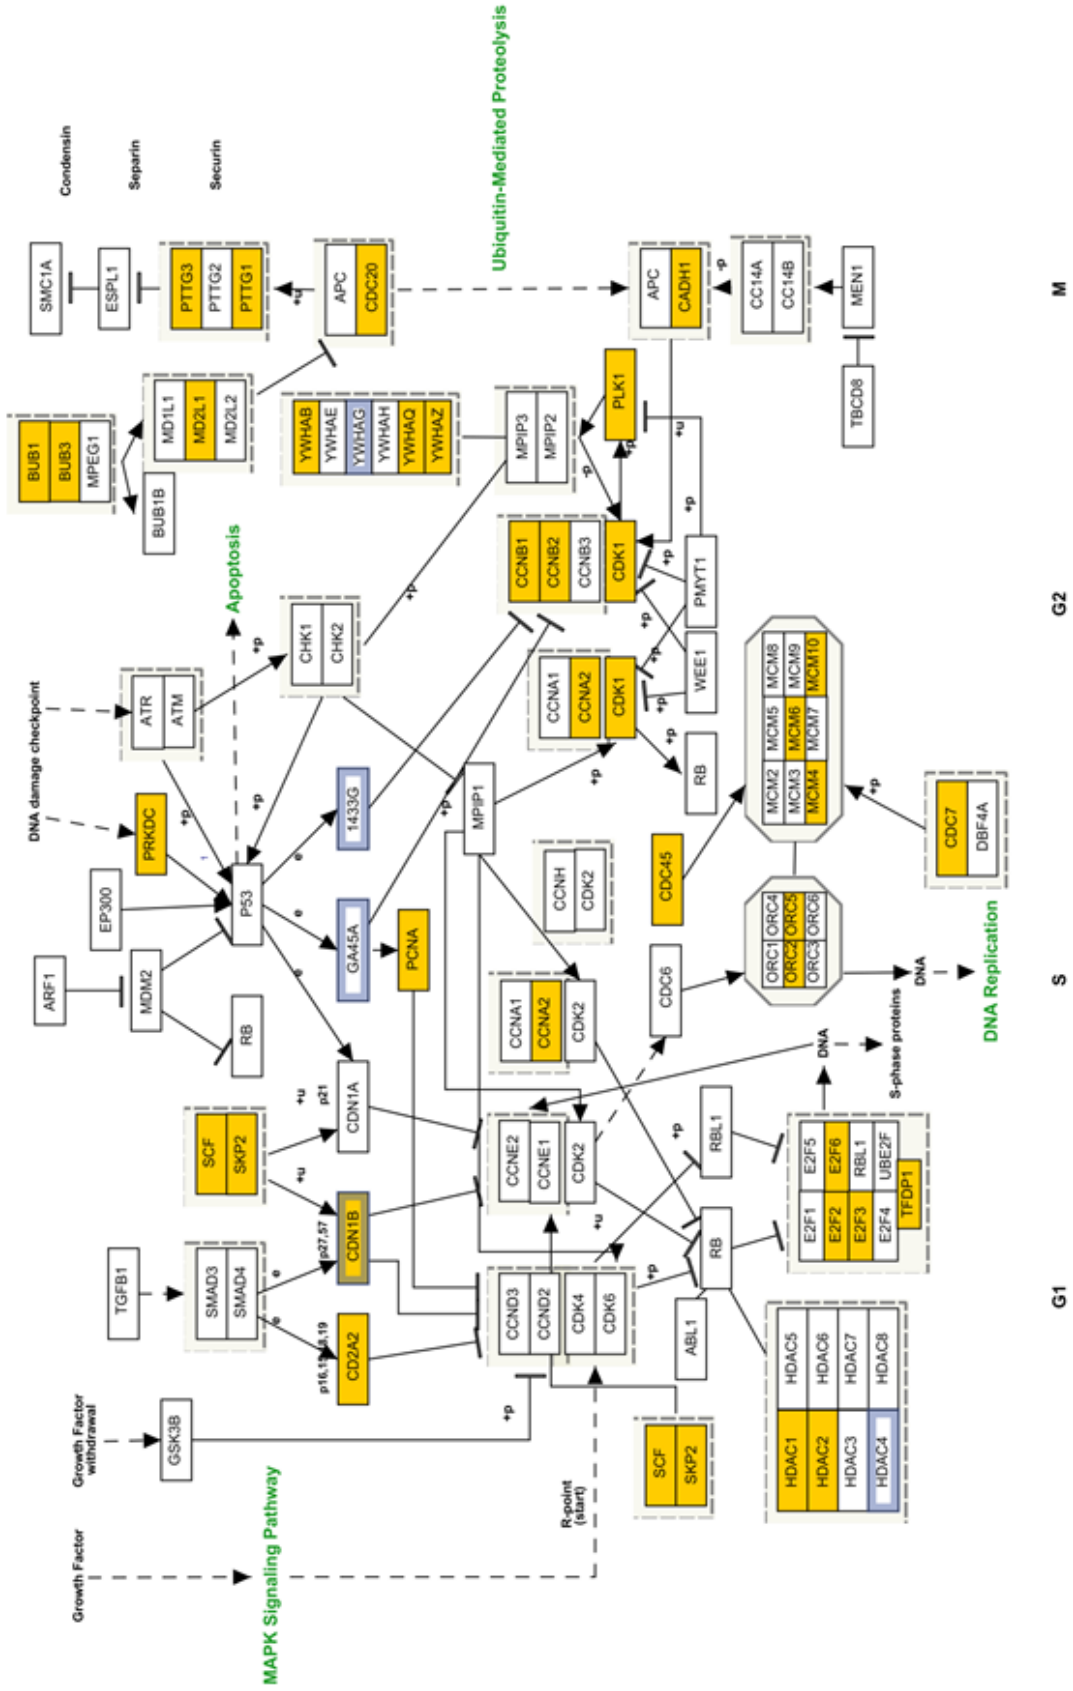 Growth Factor
Growth Factor
withdrawal
TGFB1
ARF1
EP300
DNA damage checkpoint
BUB1
BUB3
MPEG1
SMC1A
Condensin
GSK3B
SMAD3
SMAD4
SCF
SKP2
MDM2
PRKDC
ATR
ATM
BUB1B
MD1L1
MD2L1
MD2L2
ESPL1
Separin
PTTG3
PTTG2
PTTG1
Securin
+u
e
e
+u
+u
RB
P53
1
+p
+p
+p
Apoptosis
MAPK Signaling Pathway
CD2A2
p27,57
CDN1B
p21
CDN1A
e
e
e
GA45A
1433G
CHK1
CHK2
YWHAB
YWHAE
YWHAG
YWHAH
YWHAQ
YWHAZ
APC
CDC20
PCNA
+p
+p
MPIP1
+p
R-point
(start)
CCND3
CCND2
CDK4
CDK6
CCNE2
CCNE1
CDK2
+u
CCNA1
CCNA2
CDK2
CCNH
CDK2
CCNA1
CCNA2
CDK1
+p
CCNB1
CCNB2
CCNB3
CDK1
MPIP3
MPIP2
-p
+p
PLK1
Ubiquitin-Mediated Proteolysis
SCF
SKP2
+p
+p
ABL1
RB
RBL1
CDC6
CDC45
+p
RB
+p
+p
+p
+p
WEE1
PMYT1
+u
APC
CADH1
-p
CC14A
CC14B
HDAC1
HDAC2
HDAC3
HDAC4
HDAC5
HDAC6
HDAC7
HDAC8
E2F1
E2F2
E2F3
E2F4
E2F5
E2F6
RBL1
UBE2F
TFDP1
DNA
S-phase proteins
ORC1
ORC2
ORC3
ORC4
ORC5
ORC6
DNA
DNA Replication
MCM2
MCM3
MCM4
MCM5
MCM6
MCM7
MCM8
MCM9
MCM10
+p
CDC7
DBF4A
TBCD8
MEN1
G1
S
G2
M